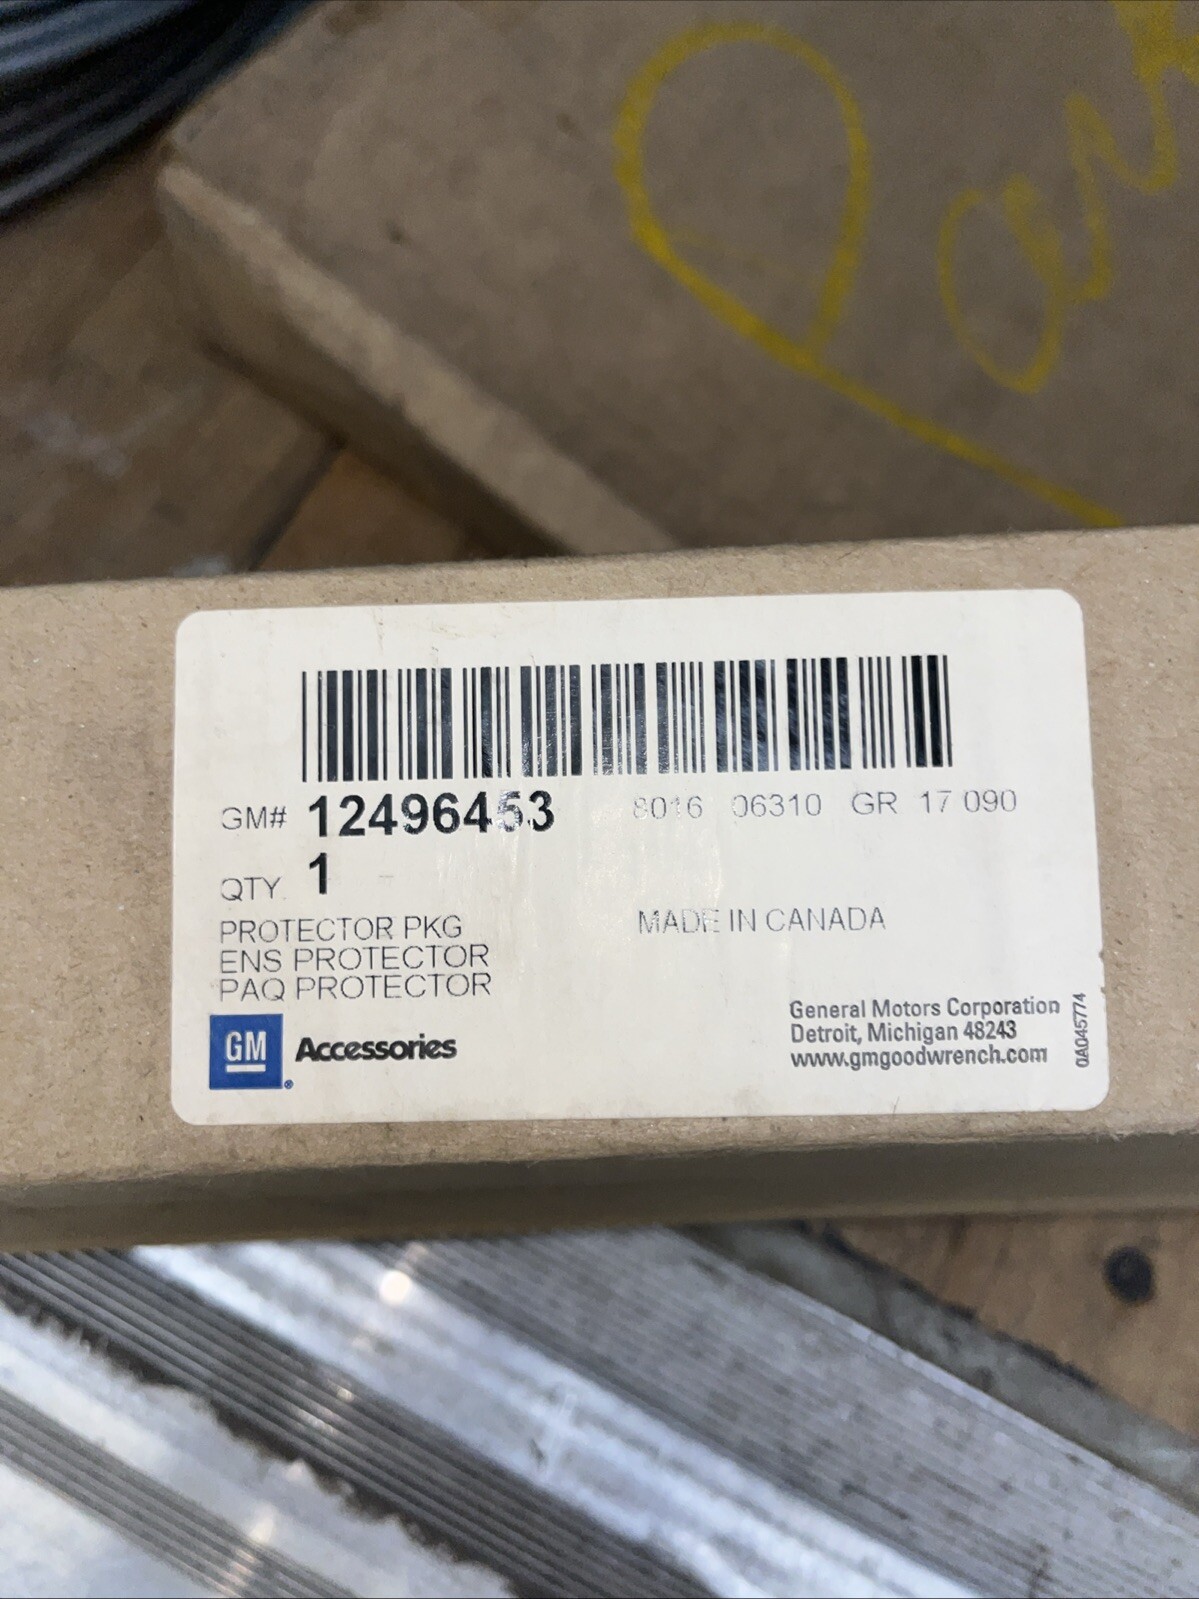 GM# 12496453 8016 06310 GR 17 090
QTY. 1
PROTECTOR PKG
ENS PROTECTOR
PAQ PROTECTOR
MADE IN CANADA
GM Accessories
General Motors Corporation
Detroit, Michigan 48243
www.gmgoodwrench.com
0A045774